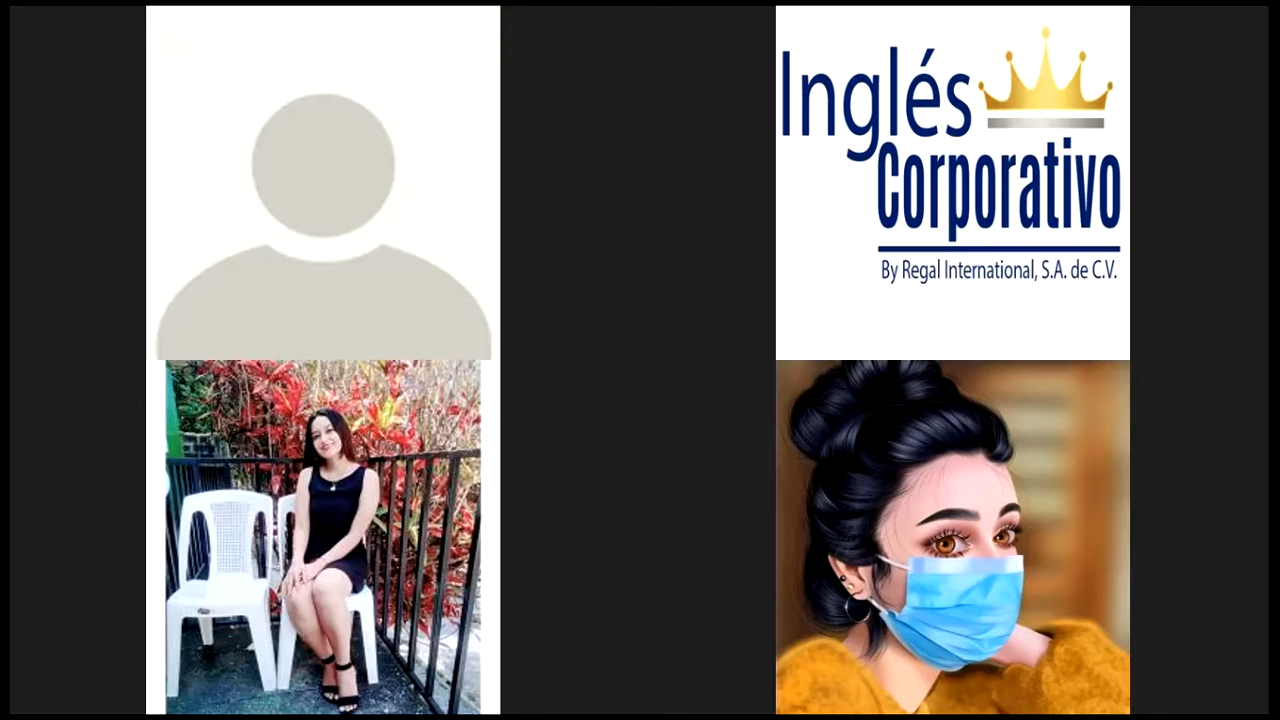 Inglés
Corporativo
By Regal International, S.A. de C.V.